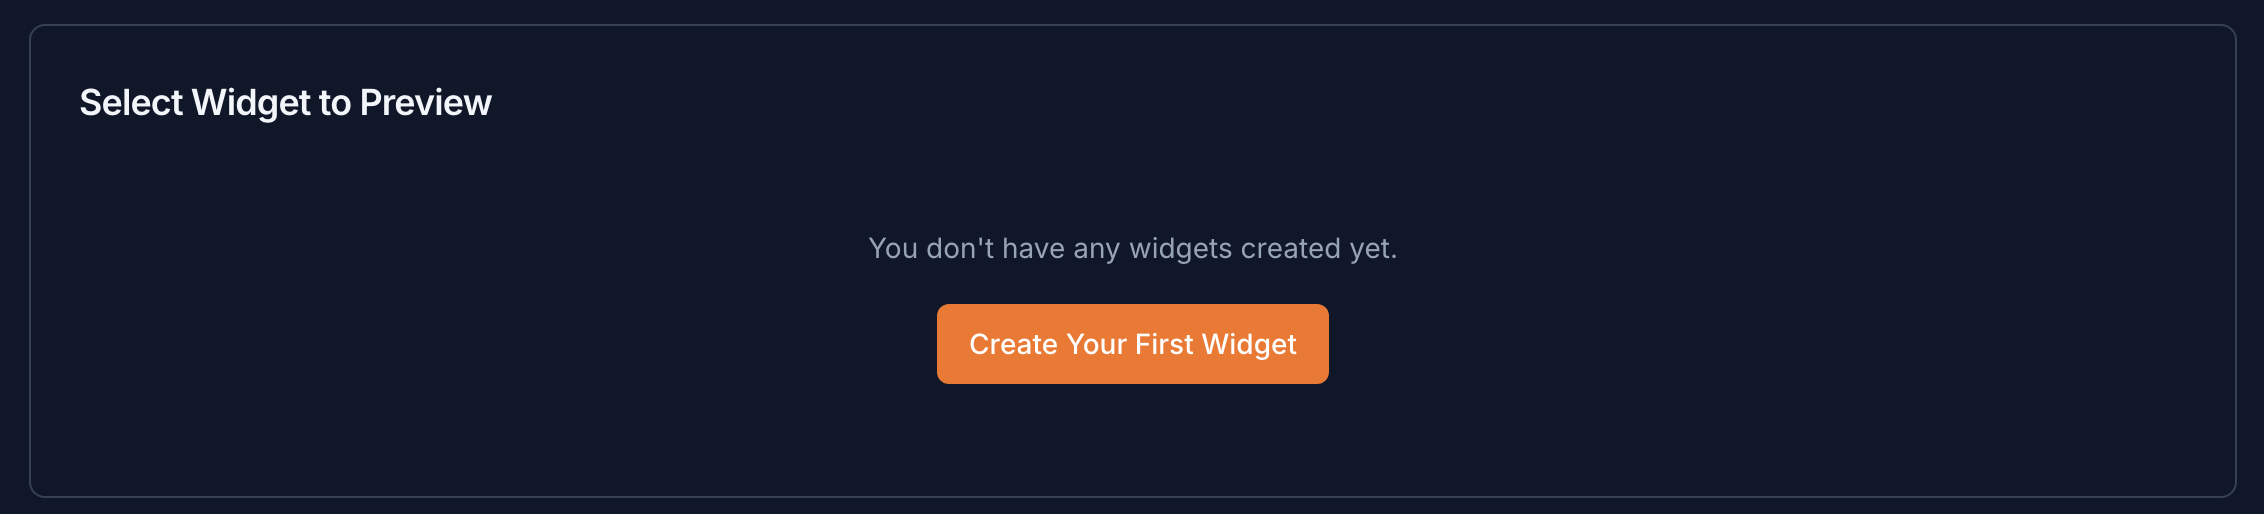 Select Widget to Preview
You don't have any widgets created yet.
Create Your First Widget